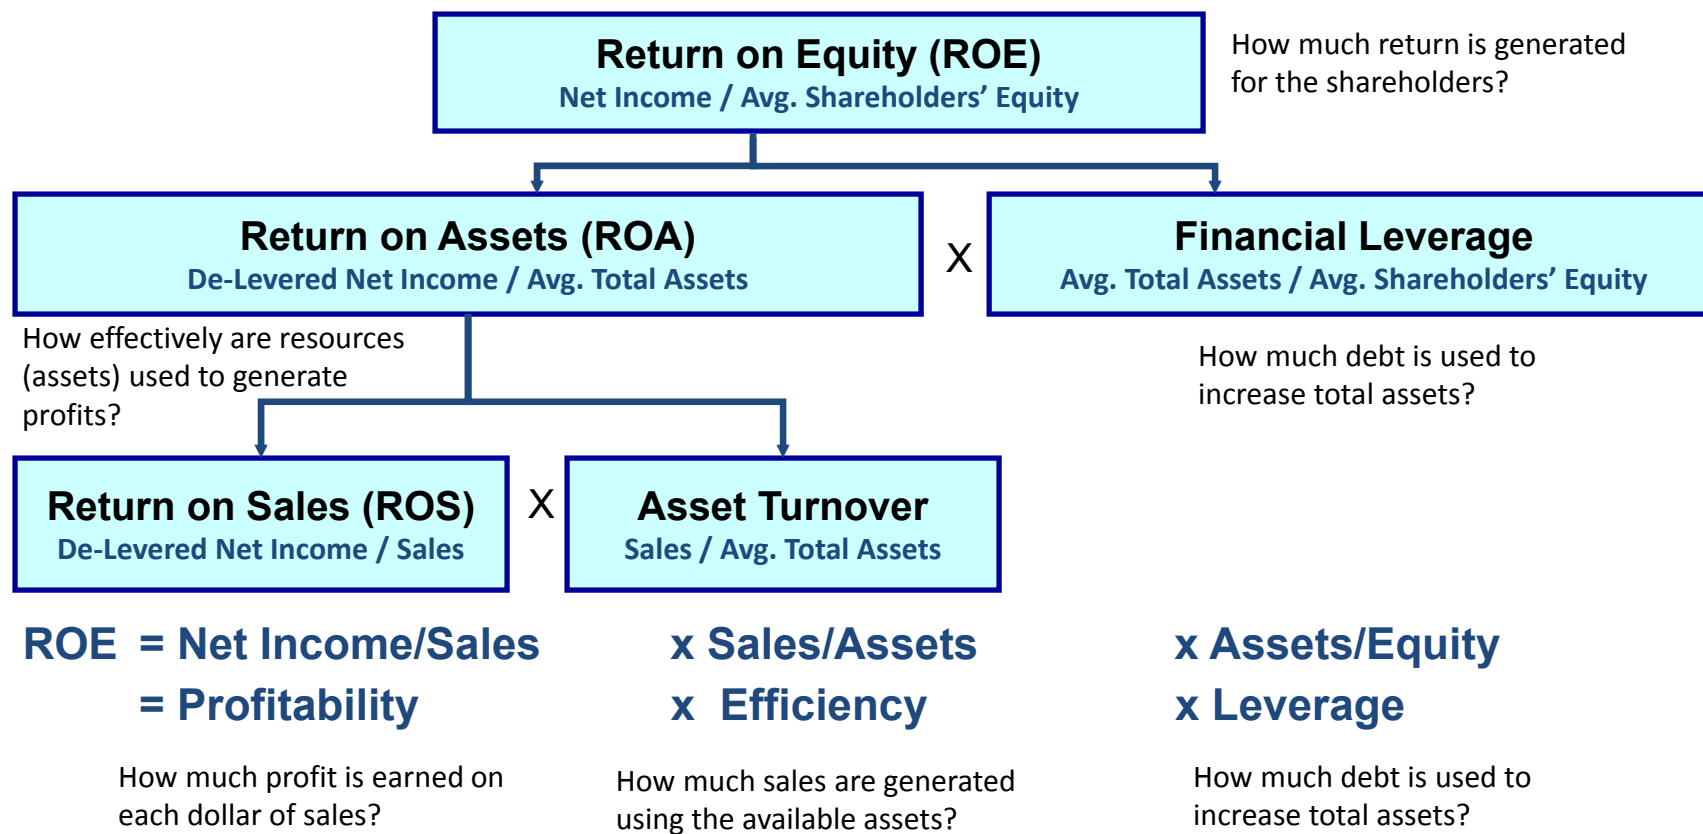 Return on Equity (ROE)
Net Income / Avg. Shareholders’ Equity
How much return is generated
for the shareholders?
Return on Assets (ROA)
De-Levered Net Income / Avg. Total Assets
X
Financial Leverage
Avg. Total Assets / Avg. Shareholders’ Equity
How effectively are resources
(assets) used to generate
profits?
How much debt is used to
increase total assets?
Return on Sales (ROS)
De-Levered Net Income / Sales
X
Asset Turnover
Sales / Avg. Total Assets
ROE = Net Income/Sales x Sales/Assets x Assets/Equity
= Profitability x Efficiency x Leverage
How much profit is earned on
each dollar of sales?
How much sales are generated
using the available assets?
How much debt is used to
increase total assets?